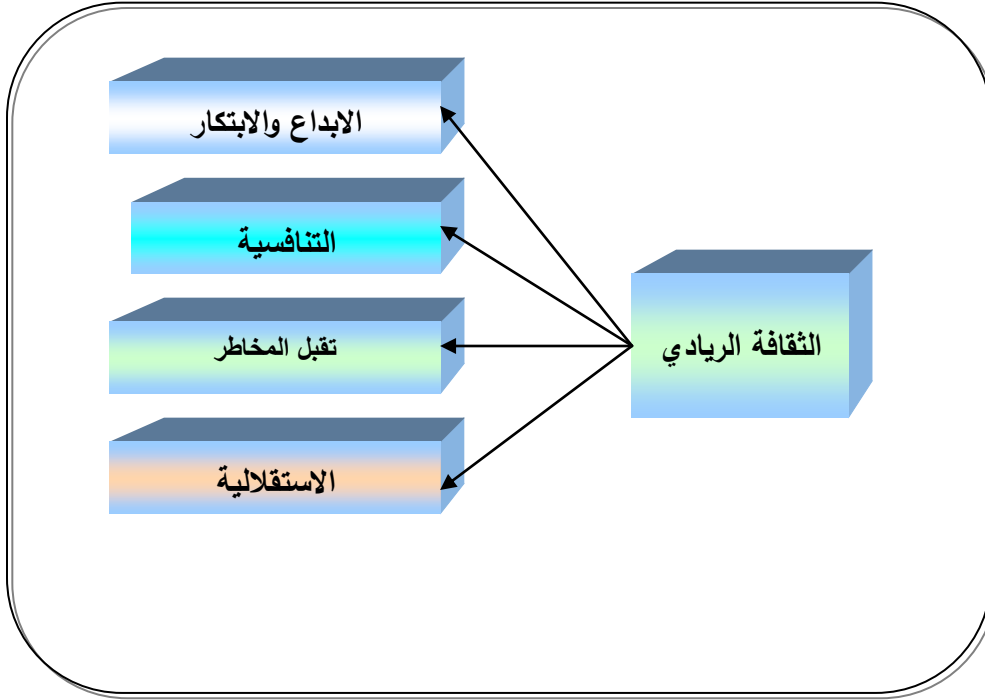 الابداع والابتكار
التنافسية
الثقافة الريادي
تقبل المخاطر
الاستقلالية